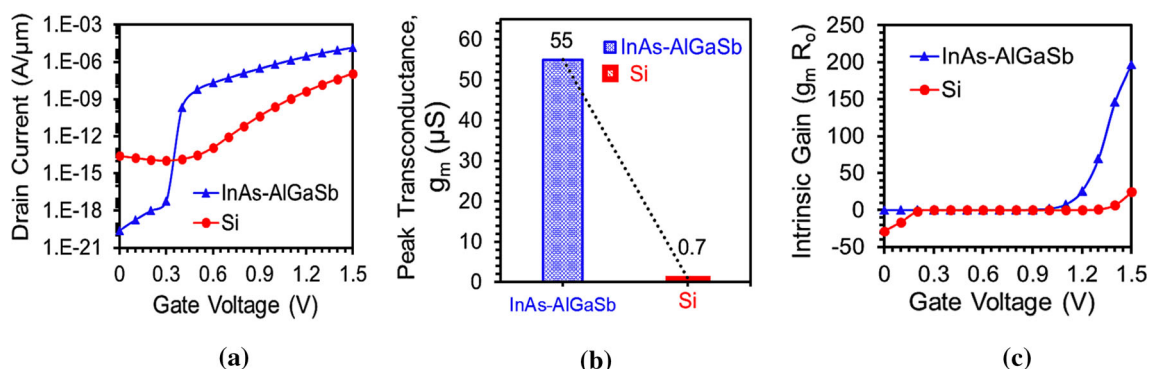 (a)
1.E-03
1.E-06
1.E-09
1.E-12
1.E-15
1.E-18
1.E-21
Drain Current (A/µm)
InAs-AlGaSb
Si
0 0.3 0.6 0.9 1.2 1.5
Gate Voltage (V)
(b)
60
50
40
30
20
10
0
Peak Transconductance,
gm (µS)
55
0.7
InAs-AlGaSb
Si
InAs-AlGaSb Si
(c)
250
200
150
100
50
0
-50
Intrinsic Gain (gm Ro)
InAs-AlGaSb
Si
0 0.3 0.6 0.9 1.2 1.5
Gate Voltage (V)